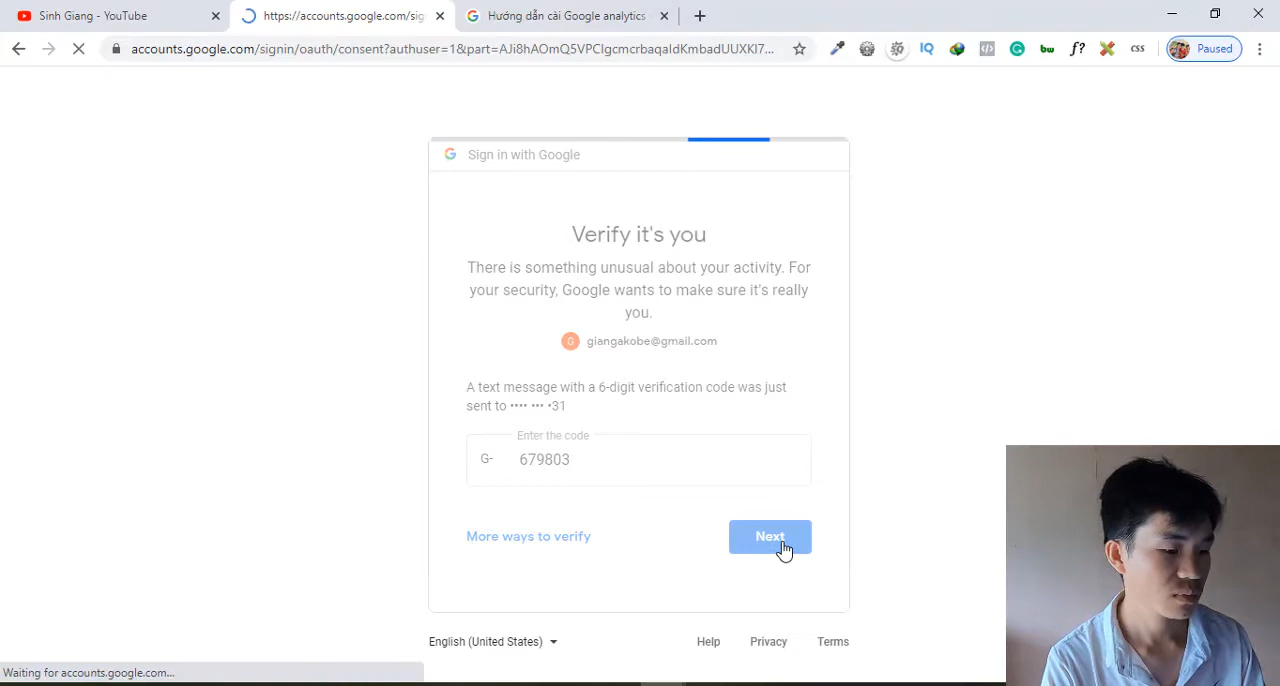 Sinh Giang - YouTube
https://accounts.google.com/sig
Hướng dẫn cài Google analytics
accounts.google.com/signin/oauth/consent?authuser=1&part=AJi8hAOmQ5VPCIgcmcrbaqaIdKmbadUUXKI7...
IQ
bw
f?
css
Paused
Sign in with Google
Verify it's you
There is something unusual about your activity. For
your security, Google wants to make sure it's really
you.
G
giangakobe@gmail.com
A text message with a 6-digit verification code was just
sent to •••• ••• •31
Enter the code
G-
679803
More ways to verify
Next
English (United States)
Help
Privacy
Terms
Waiting for accounts.google.com...